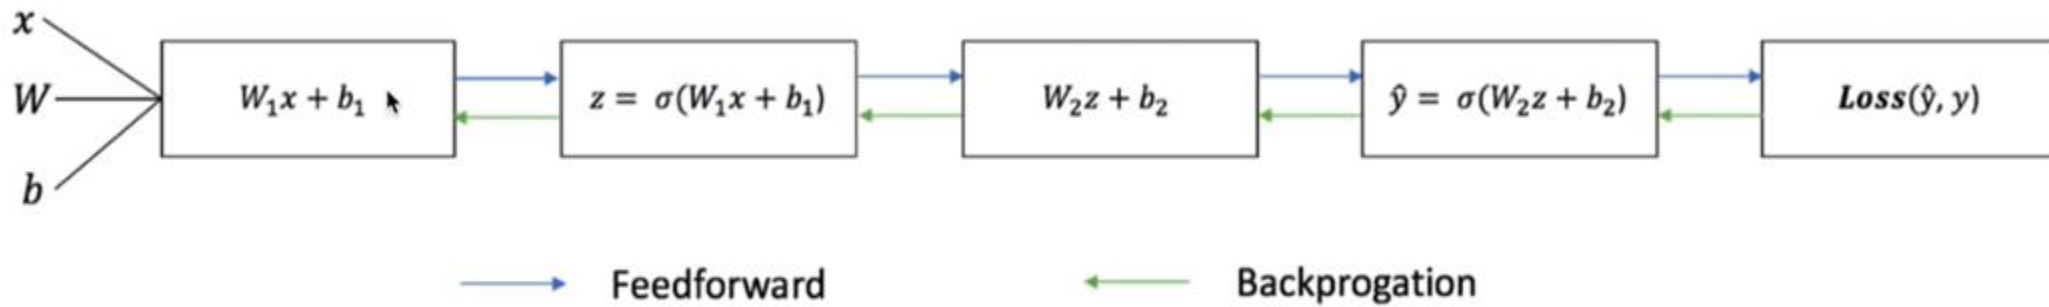 x
W
b
W₁x + b₁
z = σ(W₁x + b₁)
W₂z + b₂
ŷ = σ(W₂z + b₂)
Loss(ŷ, y)
Feedforward
Backprogation